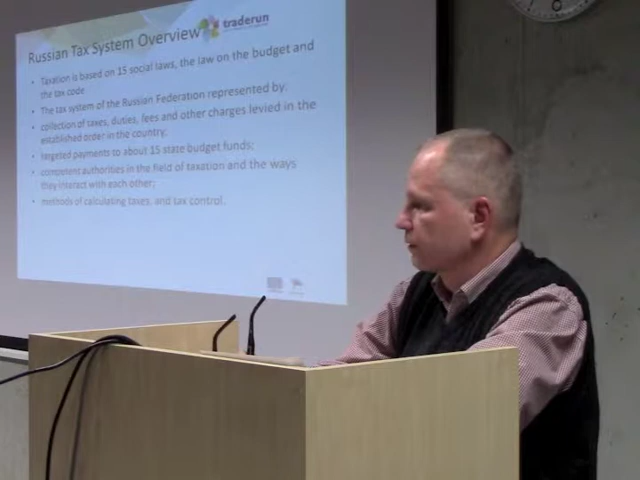 traderun
Russian Tax System Overview
• Taxation is based on 15 social laws, the law on the budget and
the tax code.
• The tax system of the Russian Federation represented by:
• collection of taxes, duties, fees and other charges levied in the
established order in the country;
• targeted payments to about 15 state budget funds;
• competent authorities in the field of taxation and the ways
they interact with each other;
• methods of calculating taxes, and tax control.